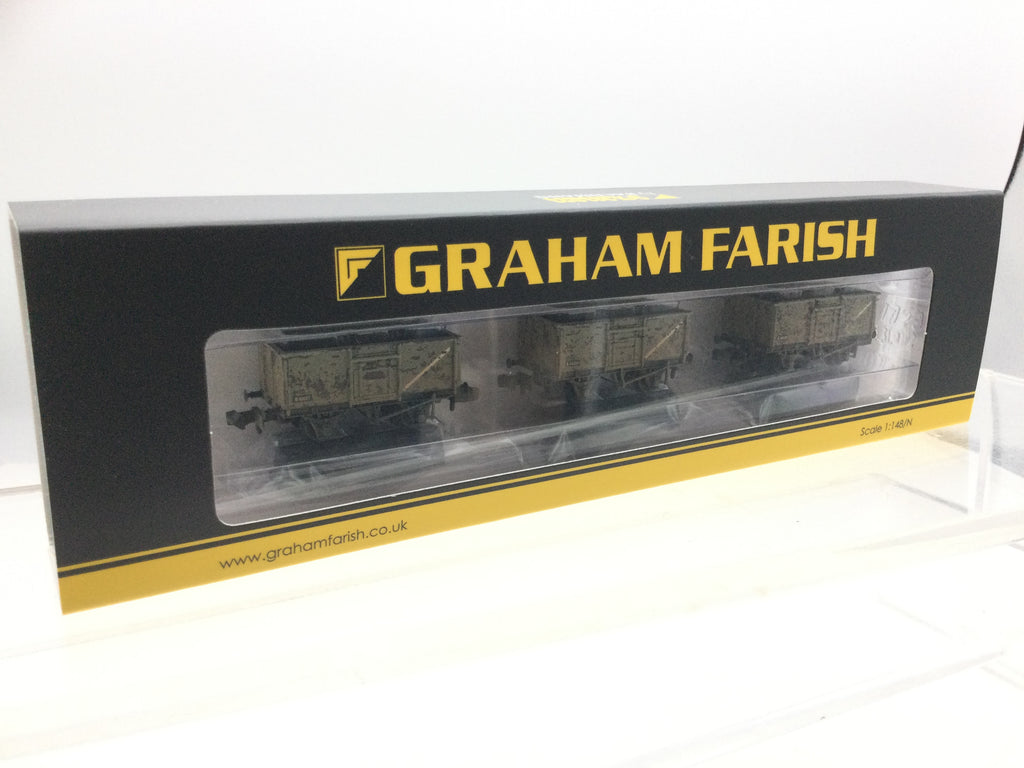 GRAHAM FARISH
Scale 1:148/N
www.grahamfarish.co.uk